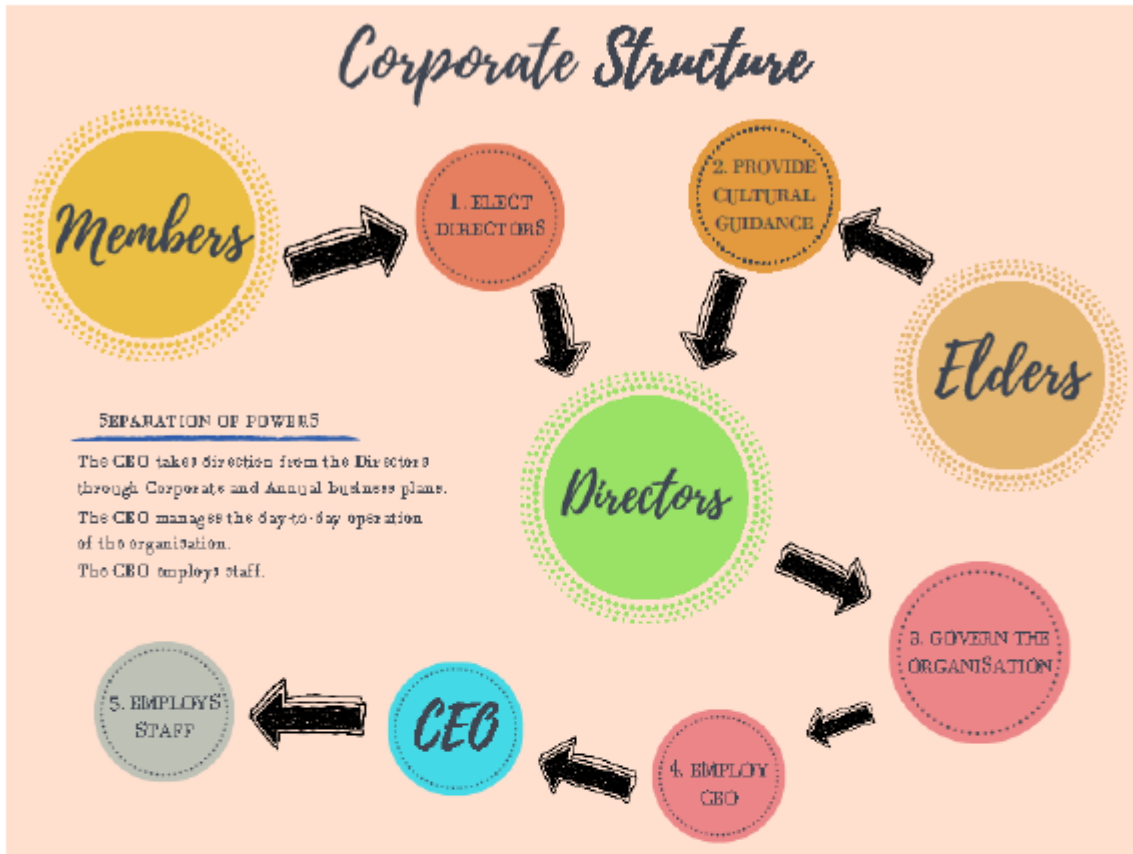 Corporate Structure
Members
1. ELECT
DIRECTORS
2. PROVIDE
CULTURAL
GUIDANCE
Elders
Directors
SEPARATION OF POWERS
The CEO takes direction from the Directors
through Corporate and Annual business plans.
The CEO manages the day-to-day operation
of the organisation.
The CEO employs staff.
3. GOVERN THE
ORGANISATION
4. EMPLOY
CEO
CEO
5. EMPLOYS
STAFF